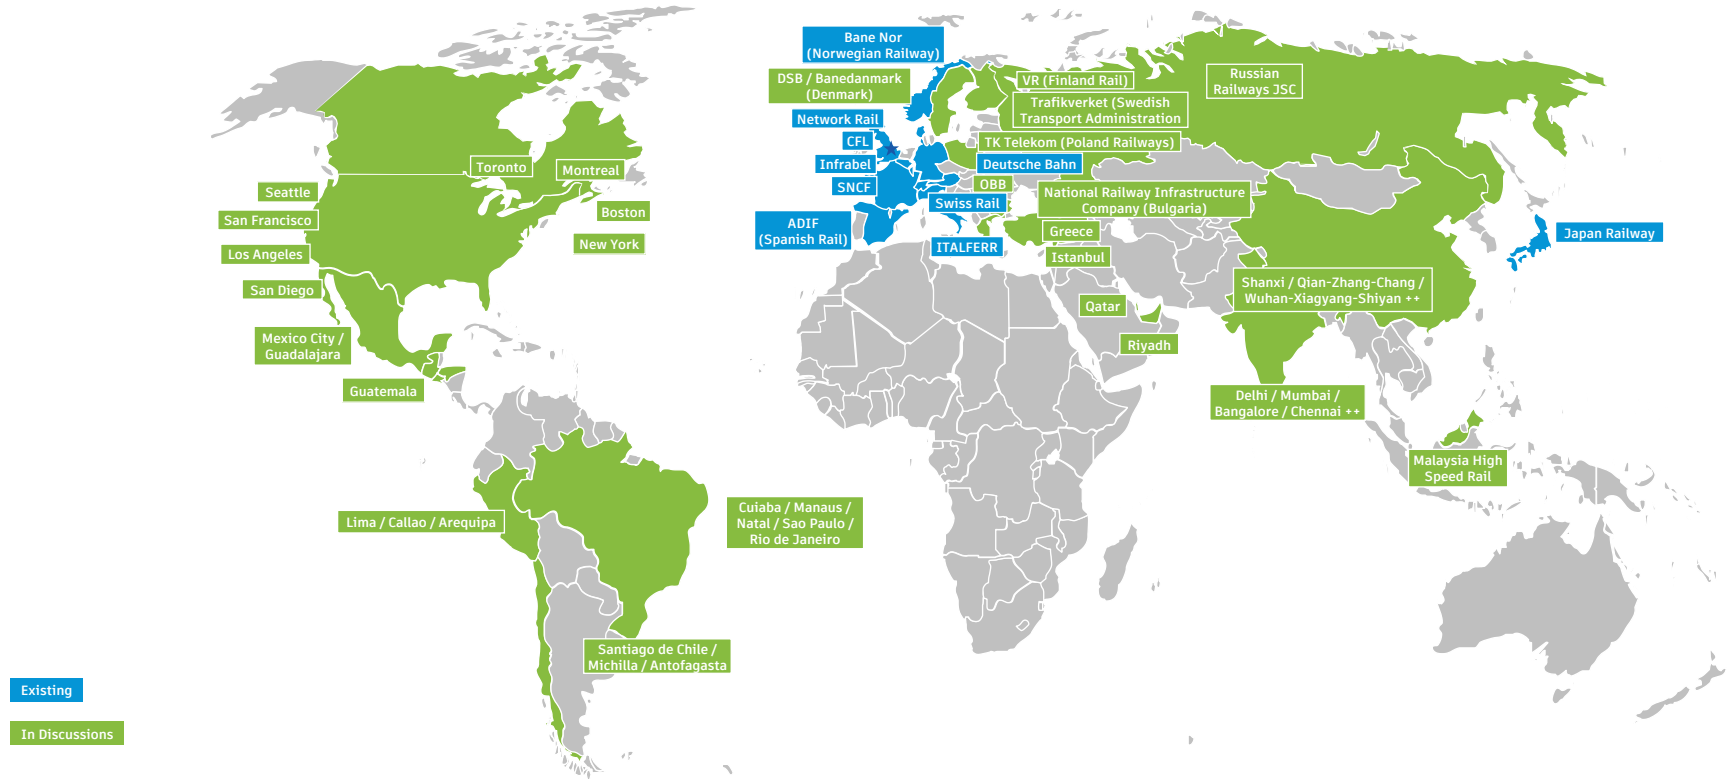 Bane Nor
(Norwegian Railway)
DSB / Banedanmark
(Denmark)
Network Rail
CFL
Infrabel
SNCF
ADIF
(Spanish Rail)
VR (Finland Rail)
Trafikverket (Swedish
Transport Administration
TK Telekom (Poland Railways)
Deutsche Bahn
OBB
Swiss Rail
ITALFERR
National Railway Infrastructure
Company (Bulgaria)
Greece
Istanbul
Russian
Railways JSC
Japan Railway
Toronto
Montreal
Seattle
San Francisco
Los Angeles
San Diego
Boston
New York
Mexico City /
Guadalajara
Guatemala
Qatar
Riyadh
Shanxi / Qian-Zhang-Chang /
Wuhan-Xiagyang-Shiyan ++
Delhi / Mumbai /
Bangalore / Chennai ++
Malaysia High
Speed Rail
Lima / Callao / Arequipa
Cuiaba / Manaus /
Natal / Sao Paulo /
Rio de Janeiro
Santiago de Chile /
Michilla / Antofagasta
Existing
In Discussions